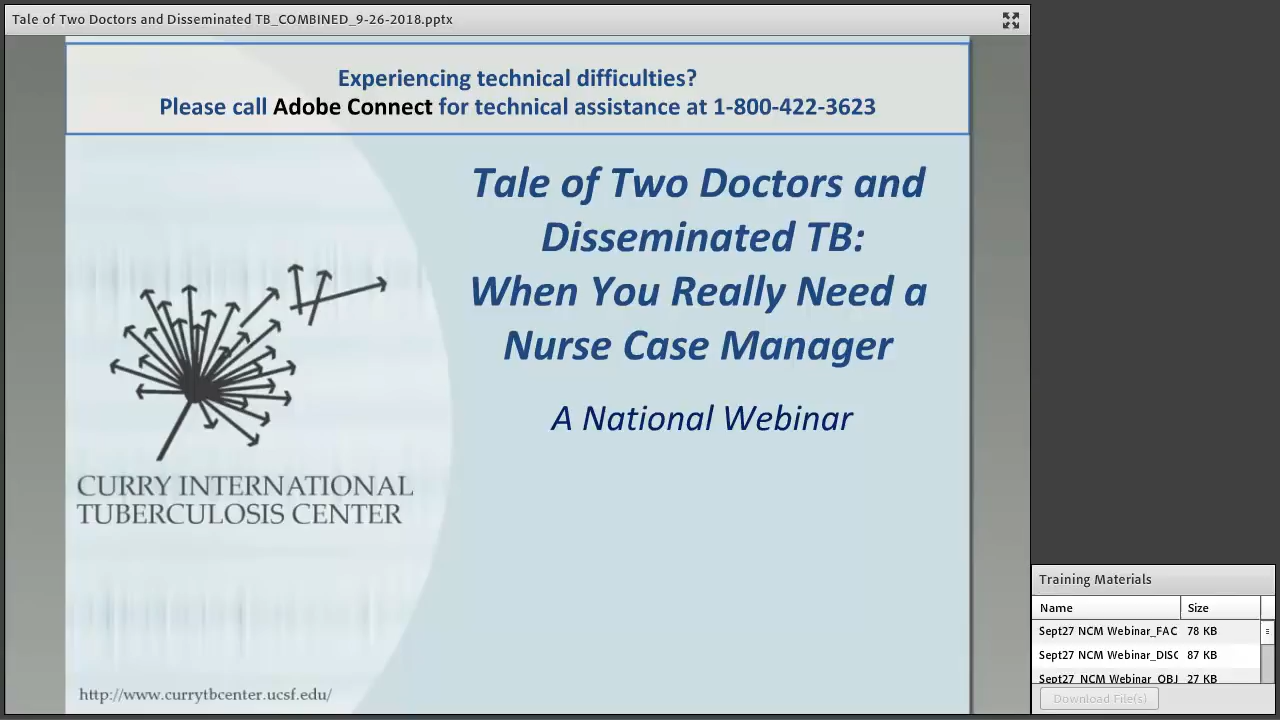 Tale of Two Doctors and Disseminated TB_COMBINED_9-26-2018.pptx
Experiencing technical difficulties?
Please call Adobe Connect for technical assistance at 1-800-422-3623
Tale of Two Doctors and
Disseminated TB:
When You Really Need a
Nurse Case Manager
A National Webinar
CURRY INTERNATIONAL
TUBERCULOSIS CENTER
http://www.currytbcenter.ucsf.edu/
Training Materials
Name Size
Sept27 NCM Webinar_FAC 78 KB
Sept27 NCM Webinar_DISC 87 KB
Sept27 NCM Webinar_OBJ 27 KB
Download File(s)